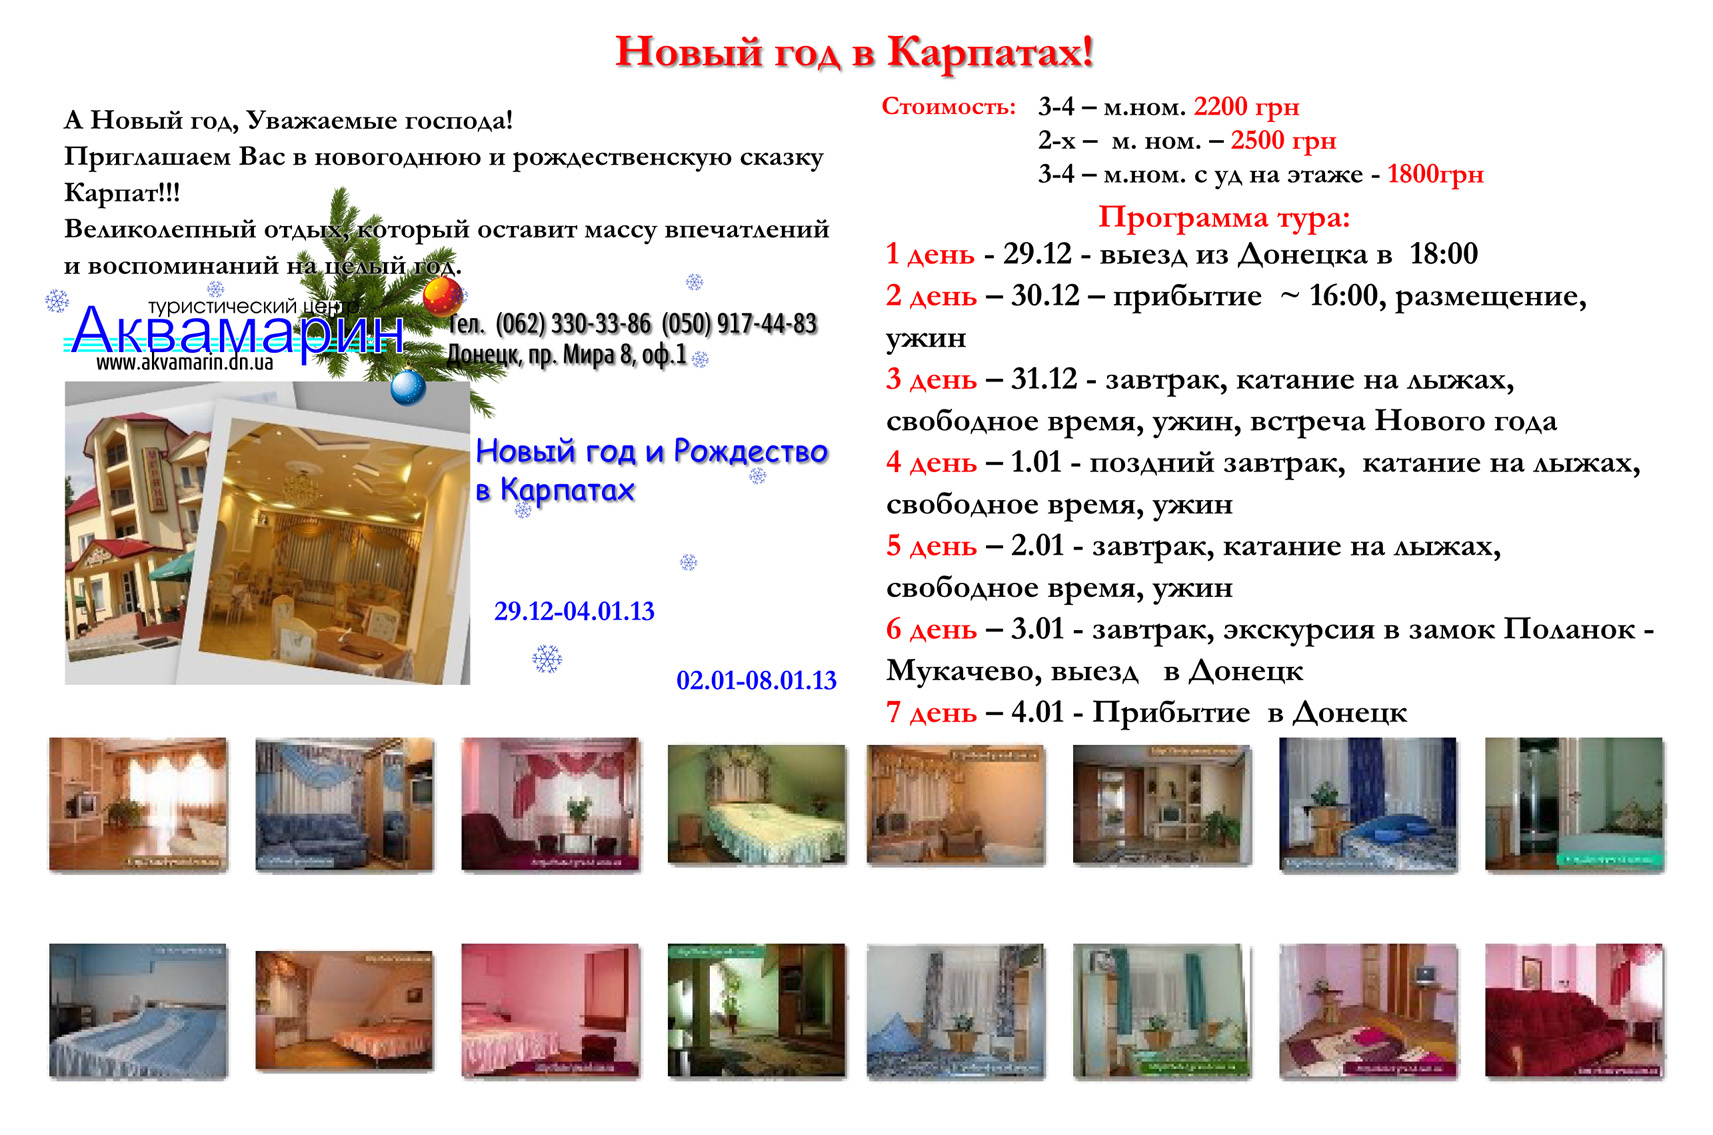 Новый год в Карпатах!
А Новый год, Уважаемые господа!
Приглашаем Вас в новогоднюю и рождественскую сказку
Карпат!!!
Великолепный отдых, который оставит массу впечатлений
и воспоминаний на целый год.
туристический центр
Аквамарин
www.akvamarin.dn.ua
Тел. (062) 330-33-86 (050) 917-44-83
Донецк, пр. Мира 8, оф.1
Новый год и Рождество
в Карпатах
29.12-04.01.13
02.01-08.01.13
Стоимость: 3-4 – м.ном. 2200 грн
2-х – м. ном. – 2500 грн
3-4 – м.ном. с уд на этаже - 1800грн
Программа тура:
1 день - 29.12 - выезд из Донецка в 18:00
2 день – 30.12 – прибытие ~ 16:00, размещение,
ужин
3 день – 31.12 - завтрак, катание на лыжах,
свободное время, ужин, встреча Нового года
4 день – 1.01 - поздний завтрак, катание на лыжах,
свободное время, ужин
5 день – 2.01 - завтрак, катание на лыжах,
свободное время, ужин
6 день – 3.01 - завтрак, экскурсия в замок Поланок -
Мукачево, выезд в Донецк
7 день – 4.01 - Прибытие в Донецк